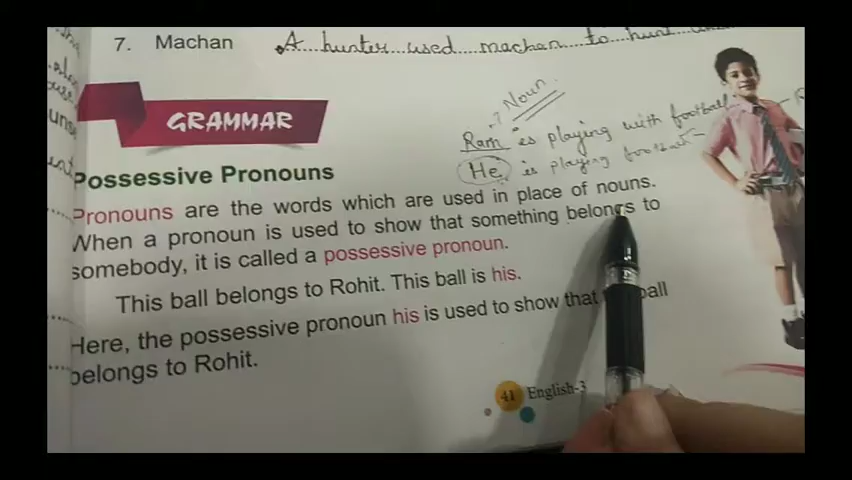 7. Machan A hunter used machan to hunt
Noun.
GRAMMAR
Ram is playing with football
He is playing football
Possessive Pronouns
Pronouns are the words which are used in place of nouns.
When a pronoun is used to show that something belongs to
somebody, it is called a possessive pronoun.
This ball belongs to Rohit. This ball is his.
Here, the possessive pronoun his is used to show that ball
belongs to Rohit.
41 English-3